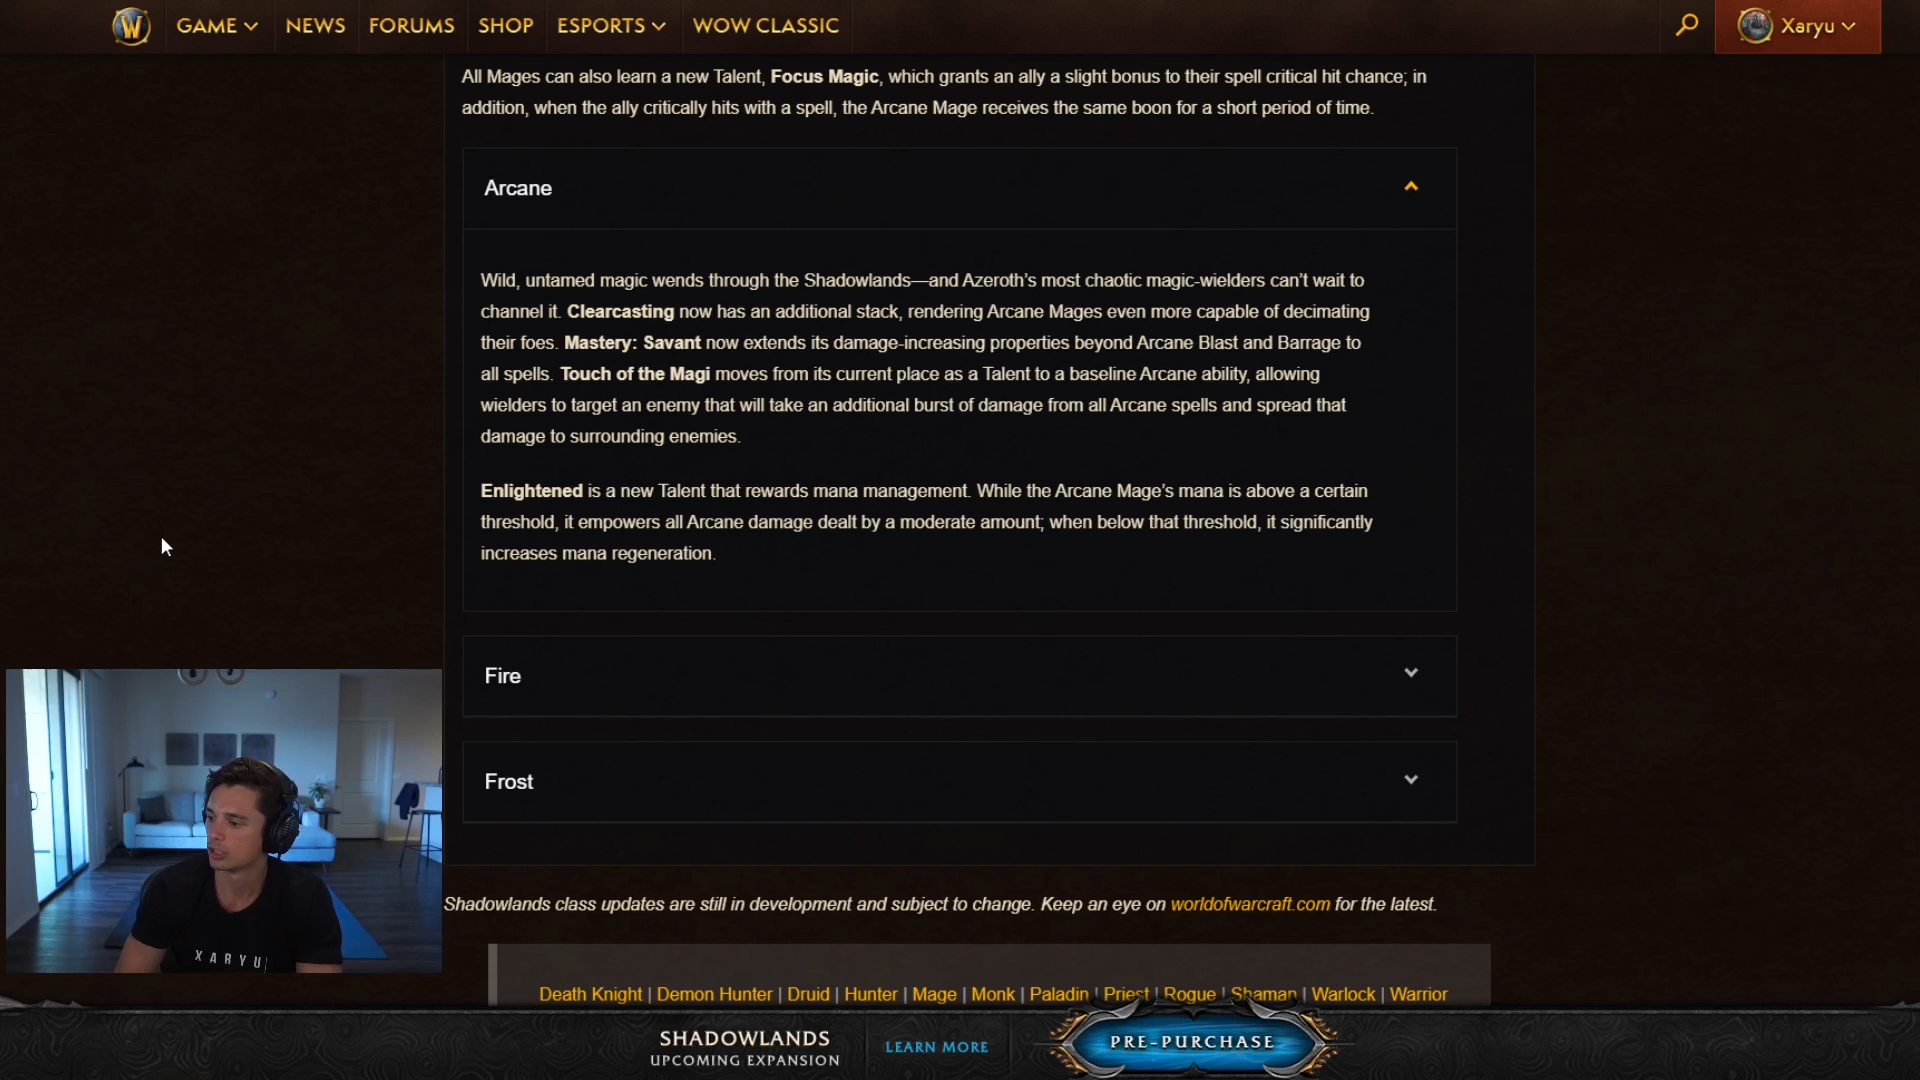 W GAME NEWS FORUMS SHOP ESPORTS WOW CLASSIC Xaryu
All Mages can also learn a new Talent, Focus Magic, which grants an ally a slight bonus to their spell critical hit chance; in
addition, when the ally critically hits with a spell, the Arcane Mage receives the same boon for a short period of time.
Arcane
Wild, untamed magic wends through the Shadowlands—and Azeroth’s most chaotic magic-wielders can’t wait to
channel it. Clearcasting now has an additional stack, rendering Arcane Mages even more capable of decimating
their foes. Mastery: Savant now extends its damage-increasing properties beyond Arcane Blast and Barrage to
all spells. Touch of the Magi moves from its current place as a Talent to a baseline Arcane ability, allowing
wielders to target an enemy that will take an additional burst of damage from all Arcane spells and spread that
damage to surrounding enemies.
Enlightened is a new Talent that rewards mana management. While the Arcane Mage’s mana is above a certain
threshold, it empowers all Arcane damage dealt by a moderate amount; when below that threshold, it significantly
increases mana regeneration.
Fire
Frost
Shadowlands class updates are still in development and subject to change. Keep an eye on worldofwarcraft.com for the latest.
XARYU
Death Knight | Demon Hunter | Druid | Hunter | Mage | Monk | Paladin | Priest | Rogue | Shaman | Warlock | Warrior
SHADOWLANDS
UPCOMING EXPANSION
LEARN MORE
PRE-PURCHASE